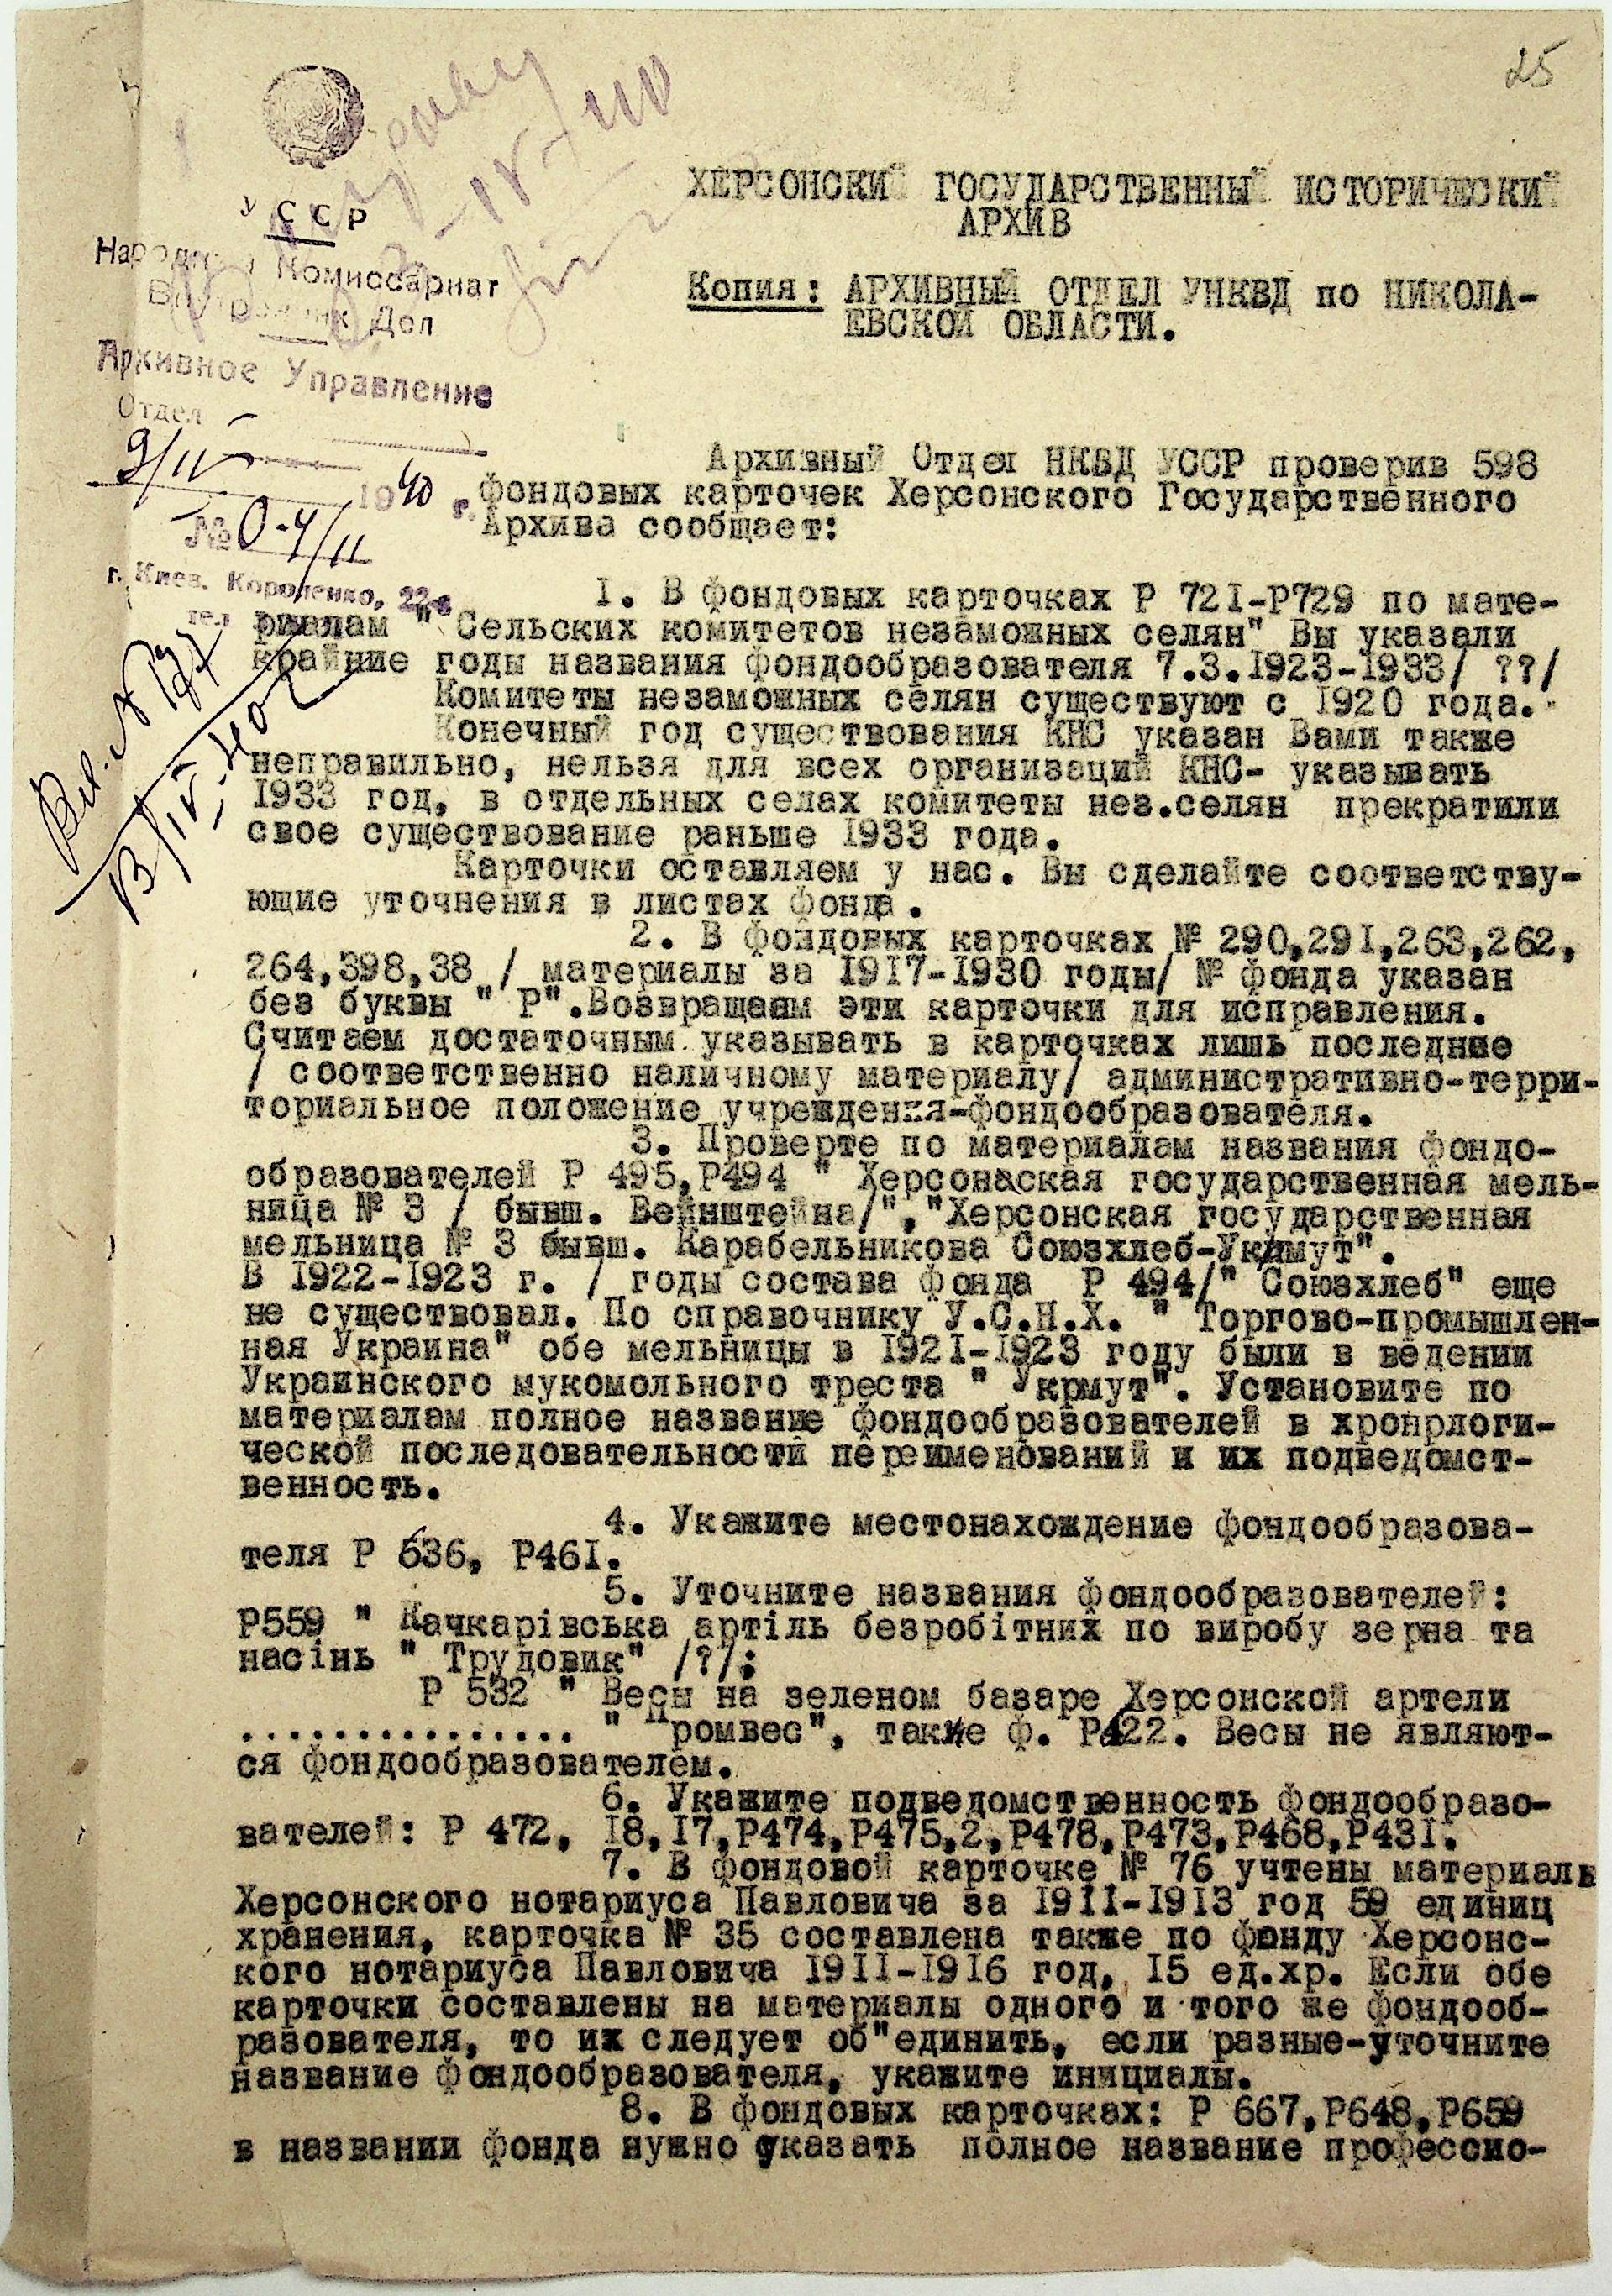 25
УССР
Народный Комиссариат
Внутренних Дел
Архивное Управление
Отдел
9/IV 1940 г.
№ 0-4/11
г. Киев. Короленко, 22-а
тел
13/IV-40
ХЕРСОНСКИЙ ГОСУДАРСТВЕННЫЙ ИСТОРИЧЕСКИЙ
АРХИВ
Копия: АРХИВНЫЙ ОТДЕЛ УНКВД по НИКОЛА-
ЕВСКОЙ ОБЛАСТИ.
Архивный Отдел НКВД УССР проверив 598
фондовых карточек Херсонского Государственного
Архива сообщает:
1. В фондовых карточках Р 721-Р729 по мате-
риалам " Сельских комитетов незаможных селян" Вы указали
крайние годы названия фондообразователя 7.3.1923-1933/ ??/
Комитеты незаможных селян существуют с 1920 года.
Конечный год существования КНС указан Вами также
неправильно, нельзя для всех организаций КНС- указывать
1933 год, в отдельных селах комитеты нез.селян прекратили
свое существование раньше 1933 года.
Карточки оставляем у нас. Вы сделайте соответству-
ющие уточнения в листах фонда.
2. В фондовых карточках № 290,291,263,262,
264,398,38 / материалы за 1917-1930 годы/ № фонда указан
без буквы " Р".Возвращаем эти карточки для исправления.
Считаем достаточным указывать в карточках лишь последнее
/ соответственно наличному материалу/ административно-терри-
ториальное положение учреждения-фондообразователя.
3. Проверте по материалам названия фондо-
образователей Р 495,Р494 " Херсонаская государственная мель-
ница № 3 / бывш. Вейнштейна/","Херсонская государственная
мельница № 3 бывш. Карабельникова Союзхлеб-Укрмут".
В 1922-1923 г. / годы состава фонда Р 494/" Союзхлеб" еще
не существовал. По справочнику У.С.Н.Х. " Торгово-промышлен-
ная Украина" обе мельницы в 1921-1923 году были в ведении
Украинского мукомольного треста " Укрмут". Установите по
материалам полное название фондообразователей в хронрлоги-
ческой последовательности переименований и их подведомст-
венность.
4. Укажите местонахождение фондообразова-
теля Р 636, Р461.
5. Уточните названия фондообразователей:
Р559 " Качкарівська артіль безробітних по виробу зерна та
насінь " Трудовик" /?/;
Р 532 " Весы на зеленом базаре Херсонской артели
............... " Промвес", также ф. Р422. Весы не являют-
ся фондообразователем.
6. Укажите подведомственность фондообразо-
вателей: Р 472, 18,17,Р474,Р475,2,Р478,Р473,Р468,Р431.
7. В фондовой карточке № 76 учтены материалы
Херсонского нотариуса Павловича за 1911-1913 год 59 единиц
хранения, карточка № 35 составлена также по фонду Херсонс-
кого нотариуса Павловича 1911-1916 год, 15 ед.хр. Если обе
карточки составлены на материалы одного и того же фондооб-
разователя, то их следует об"единить, если разные-уточните
название фондообразователя, укажите инициалы.
8. В фондовых карточках: Р 667,Р648,Р659
в названии фонда нужно указать полное название профессио-